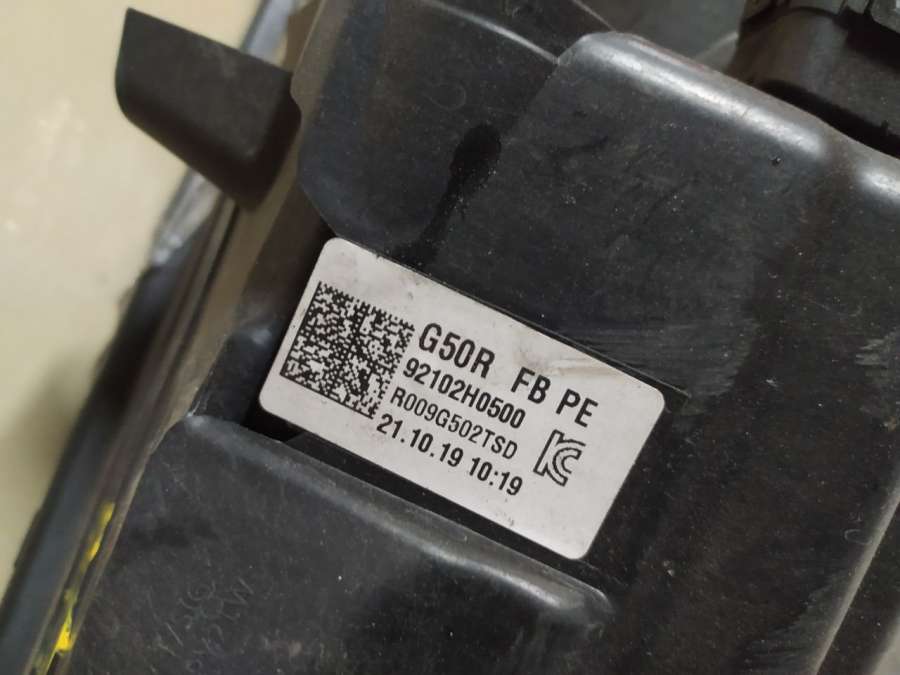 G50R FB PE
92102H0500
R009G502TSD
21.10.19 10:19